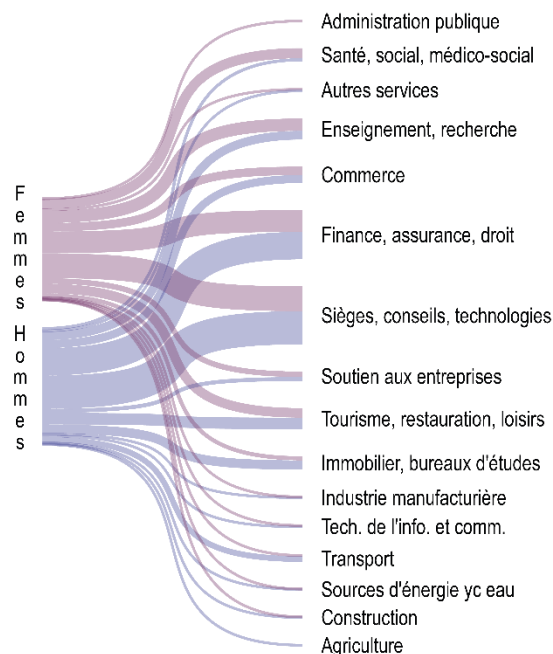 Administration publique
Santé, social, médico-social
Autres services
Enseignement, recherche
Commerce
Femmes
Finance, assurance, droit
Sièges, conseils, technologies
Hommes
Soutien aux entreprises
Tourisme, restauration, loisirs
Immobilier, bureaux d'études
Industrie manufacturière
Tech. de l'info. et comm.
Transport
Sources d'énergie yc eau
Construction
Agriculture